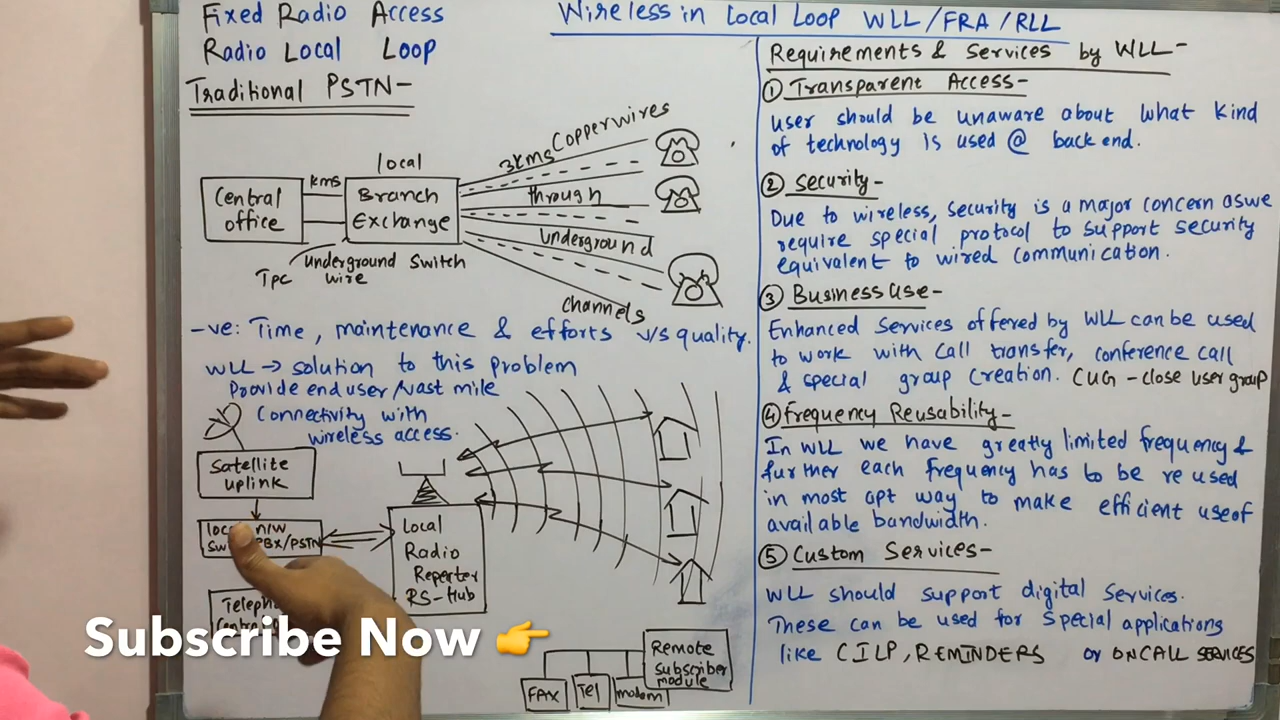 Fixed Radio Access
Radio Local Loop
Wireless in Local Loop WLL/FRA/RLL
Traditional PSTN-
local
3kms Copperwires
Central
office
kms
Branch
Exchange
through
underground
channels
Tpc
underground
wire
Switch
-ve: Time, maintenance & efforts v/s quality.
WLL → solution to this problem
Provide end user /vast mile
Connectivity with
wireless access.
Satellite
uplink
n/w
PBX/PSTN
Local
Radio
Reperter
RS-Hub
Remote
Subscriber
module
FAX
Tel
modem
Requirements & Services by WLL-
① Transparent Access-
User should be unaware about what kind
of technology is used @ back end.
② Security-
Due to wireless, security is a major concern aswe
require special protocol to support security
equivalent to wired communication.
③ Business Use-
Enhanced Services offered by WLL can be used
to work with Call transfer, conference call
& special group Creation. CUG - close user group
④ Frequency Reusability-
In WLL we have greatly limited frequency &
further each frequency has to be re used
in most apt way to make efficient use of
available bandwidth.
⑤ Custom Services-
WLL should support digital Services.
These can be used for special applications
like CILP, REMINDERS or ONCALL SERVICES
Subscribe Now 👉